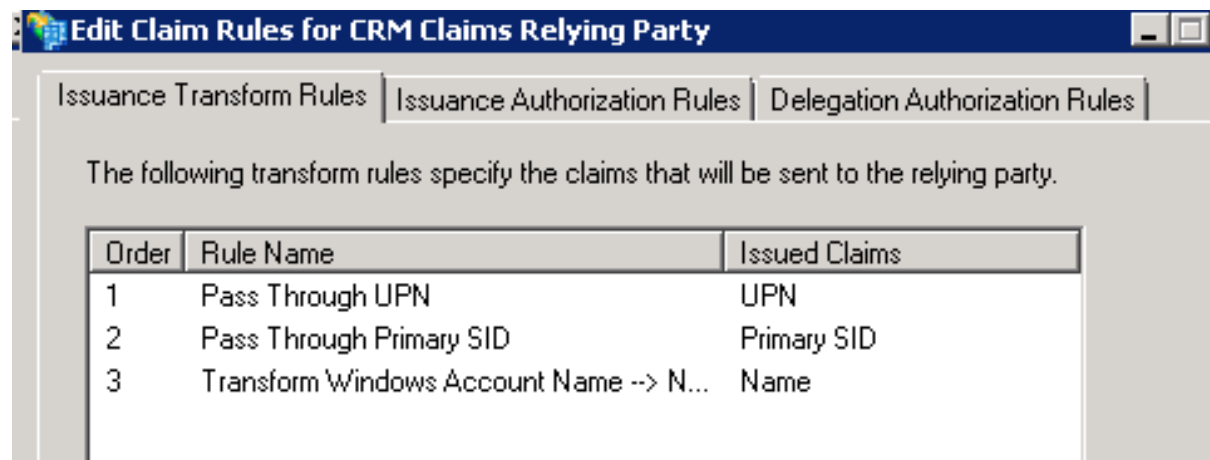 Edit Claim Rules for CRM Claims Relying Party
Issuance Transform Rules Issuance Authorization Rules Delegation Authorization Rules
The following transform rules specify the claims that will be sent to the relying party.
Order Rule Name Issued Claims
1 Pass Through UPN UPN
2 Pass Through Primary SID Primary SID
3 Transform Windows Account Name --> N... Name